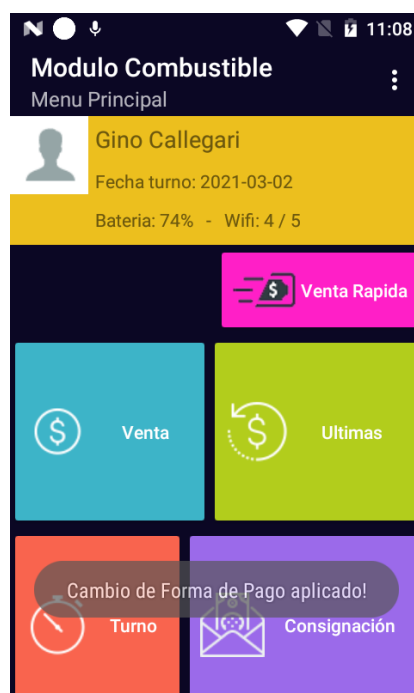 11:08
Modulo Combustible
Menu Principal
Gino Callegari
Fecha turno: 2021-03-02
Bateria: 74% - Wifi: 4 / 5
Venta Rapida
Venta
Ultimas
Cambio de Forma de Pago aplicado!
Turno
Consignación